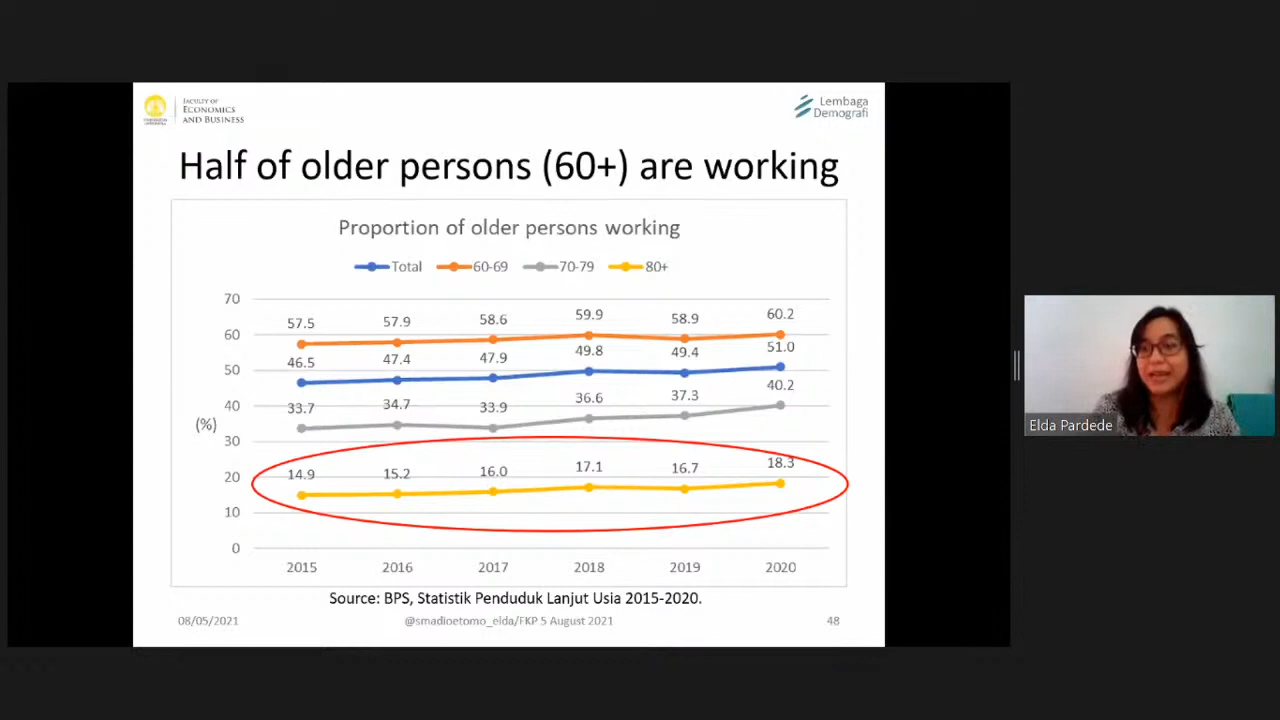 FACULTY OF
ECONOMICS
AND BUSINESS
Lembaga
Demografi
Half of older persons (60+) are working
Proportion of older persons working
Total 60-69 70-79 80+
70
60
50
40
30
20
10
0
(%)
57.5 57.9 58.6 59.9 58.9 60.2
46.5 47.4 47.9 49.8 49.4 51.0
33.7 34.7 33.9 36.6 37.3 40.2
14.9 15.2 16.0 17.1 16.7 18.3
2015 2016 2017 2018 2019 2020
Source: BPS, Statistik Penduduk Lanjut Usia 2015-2020.
08/05/2021 @smadioetomo_elda/FKP 5 August 2021 48
Elda Pardede